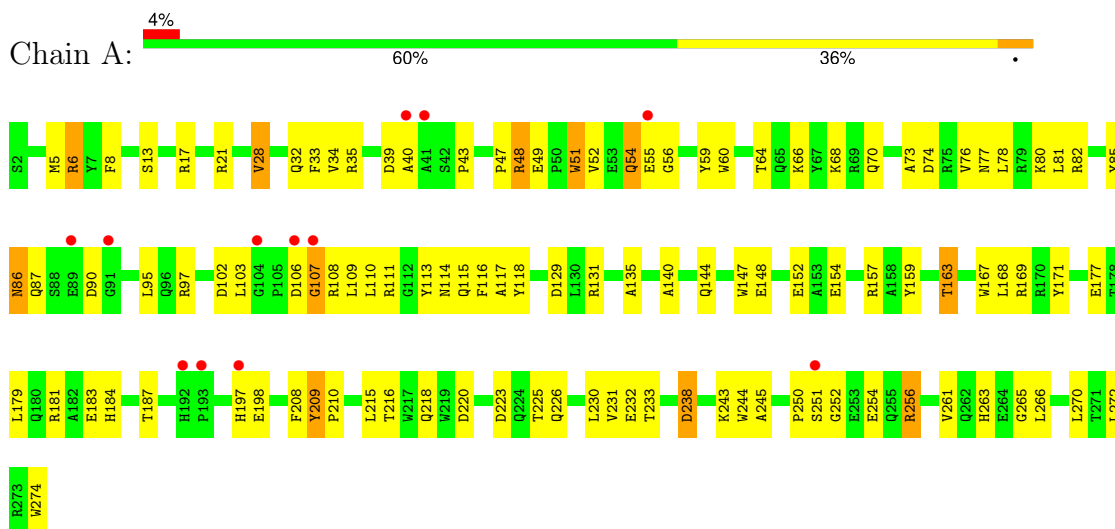 4%
Chain A:
60% 36% •
S2 M5 R6 Y7 F8 S13 R17 R21 V28 Q32 F33 V34 R35 D39 A40 A41 S42 P43 P47 R48 E49 P50 W51 V52 E53 Q54 E55 G56 Y59 W60 T64 Q65 K66 Y67 K68 R69 Q70 A73 D74 R75 V76 N77 L78 R79 K80 L81 R82 Y85
N86 Q87 S88 E89 D90 G91 L95 Q96 R97 D102 L103 G104 P105 D106 G107 R108 L109 L110 R111 G112 Y113 N114 Q115 F116 A117 Y118 D129 L130 R131 A135 A140 Q144 W147 E148 E152 A153 E154 R157 A158 Y159 T163 W167 L168 R169 R170 Y171 E177 T178
L179 Q180 R181 A182 E183 H184 T187 H192 P193 H197 E198 F208 Y209 P210 L215 T216 W217 Q218 W219 D220 D223 Q224 T225 Q226 L230 V231 E232 T233 D238 K243 W244 A245 P250 S251 G252 E253 E254 Q255 R256 V261 Q262 H263 E264 G265 L266 L270 T271 L272
R273 W274